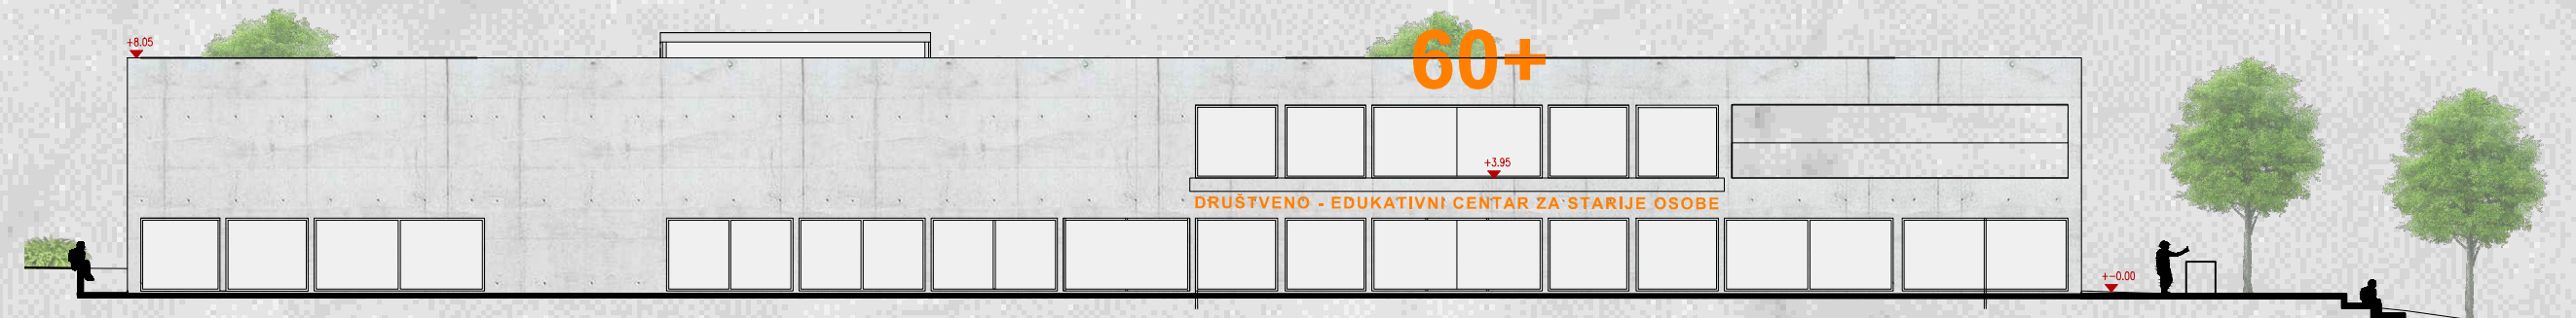 +8.05
60+
+3.95
DRUŠTVENO - EDUKATIVNI CENTAR ZA STARIJE OSOBE
+-0.00